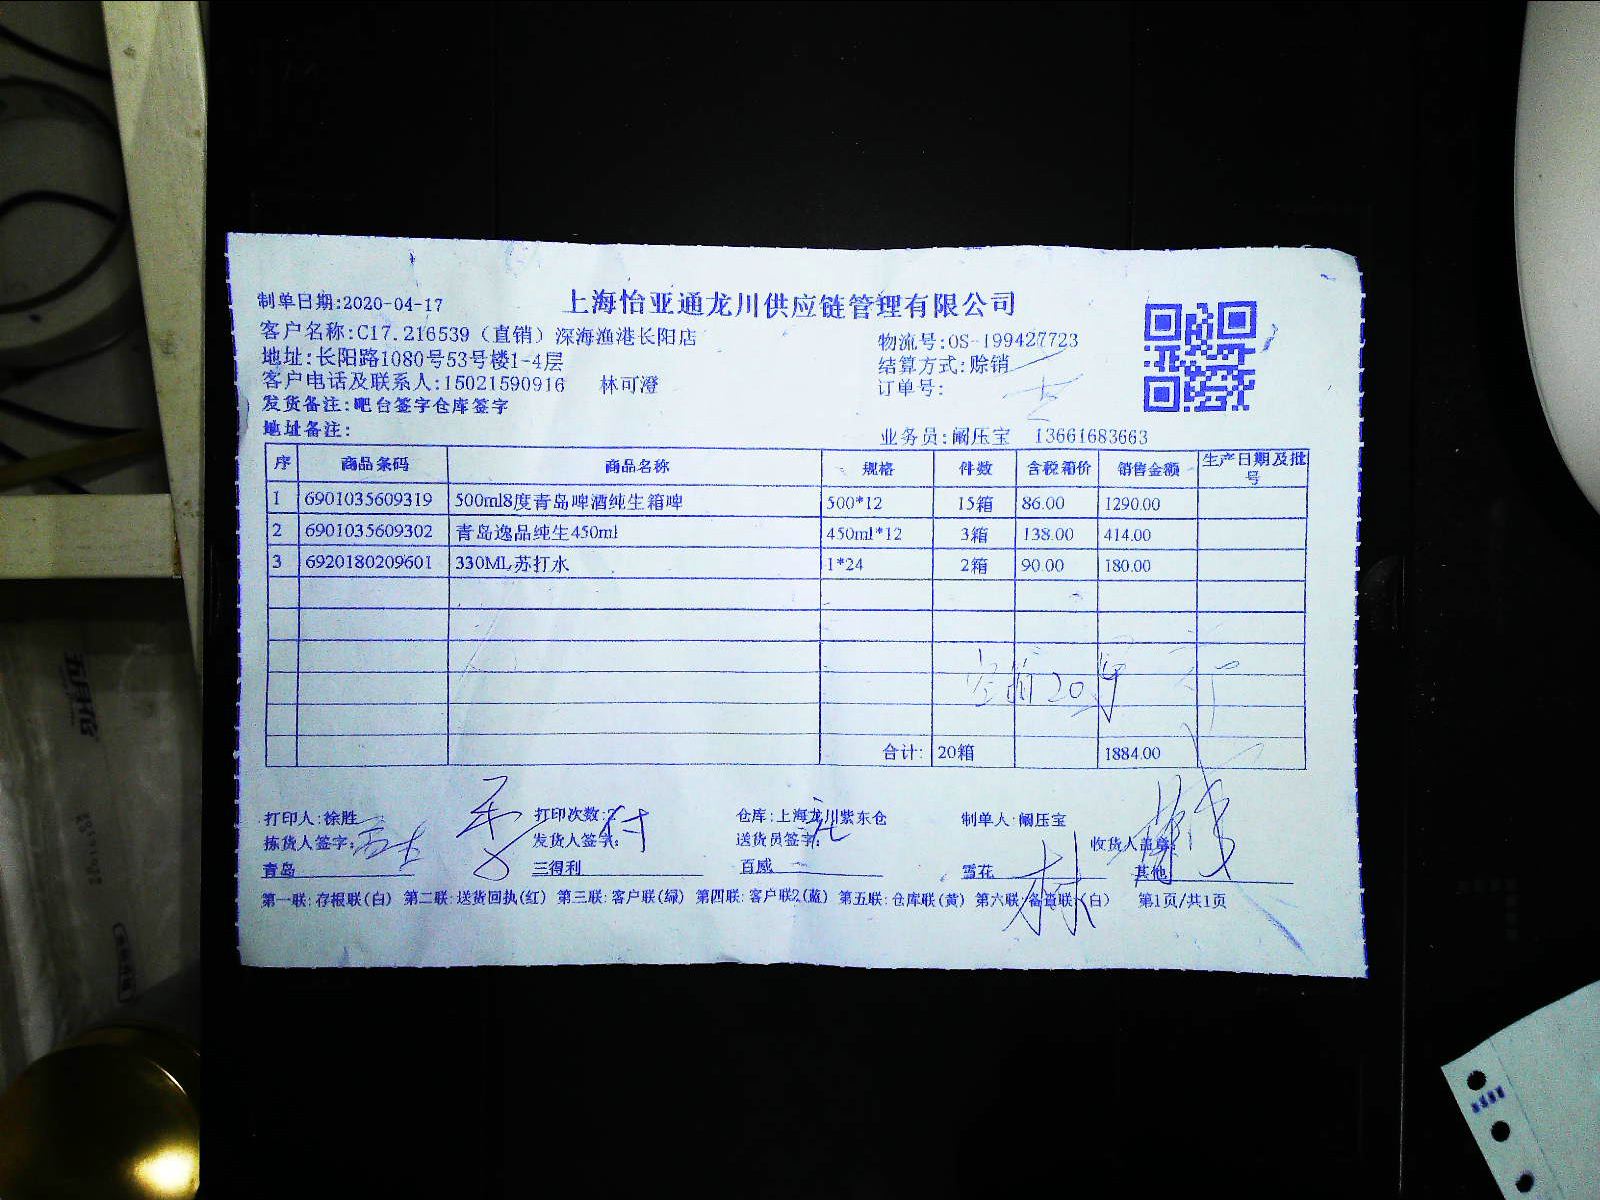 上海怡亚通龙川供应链管理有限公司
制单日期:2020-04-17
客户名称:C17.216539（直销）深海渔港长阳店 物流号:OS-199427723
地址:长阳路1080号53号楼1-4层 结算方式:赊销
客户电话及联系人:15021590916 林可澄 订单号:
发货备注:吧台签字仓库签字
地址备注: 业务员:阚压宝 13661683663
序 商品条码 商品名称 规格 件数 含税箱价 销售金额 生产日期及批号
1 6901035609319 500ml8度青岛啤酒纯生箱啤 500*12 15箱 86.00 1290.00
2 6901035609302 青岛逸品纯生450ml 450ml*12 3箱 138.00 414.00
3 6920180209601 330ML苏打水 1*24 2箱 90.00 180.00
20
合计: 20箱 1884.00
打印人:徐胜 打印次数:2 仓库:上海龙川紫东仓 制单人:阚压宝
拣货人签字: 发货人签字: 送货员签字: 收货人盖章:
青岛 三得利 百威 雪花 其他
林
第一联:存根联(白) 第二联:送货回执(红) 第三联:客户联(绿) 第四联:客户联2(蓝) 第五联:仓库联(黄) 第六联:备查联(白) 第1页/共1页